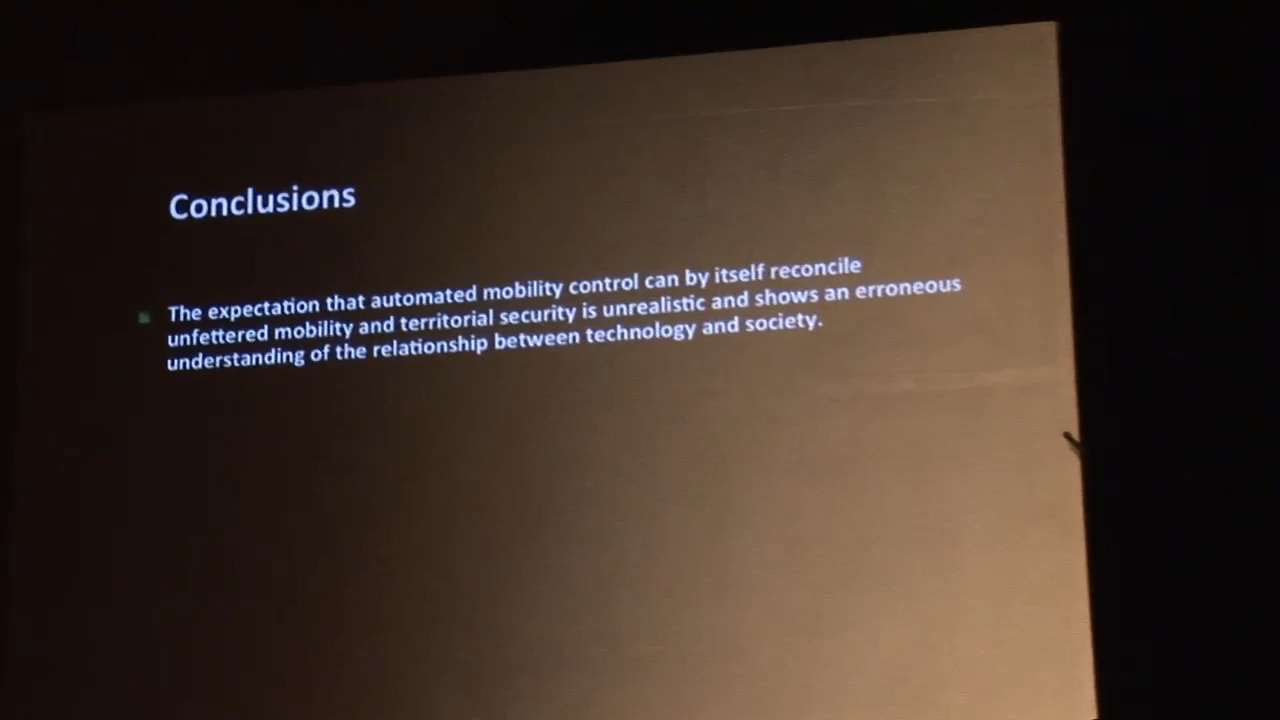 Conclusions
The expectation that automated mobility control can by itself reconcile
unfettered mobility and territorial security is unrealistic and shows an erroneous
understanding of the relationship between technology and society.